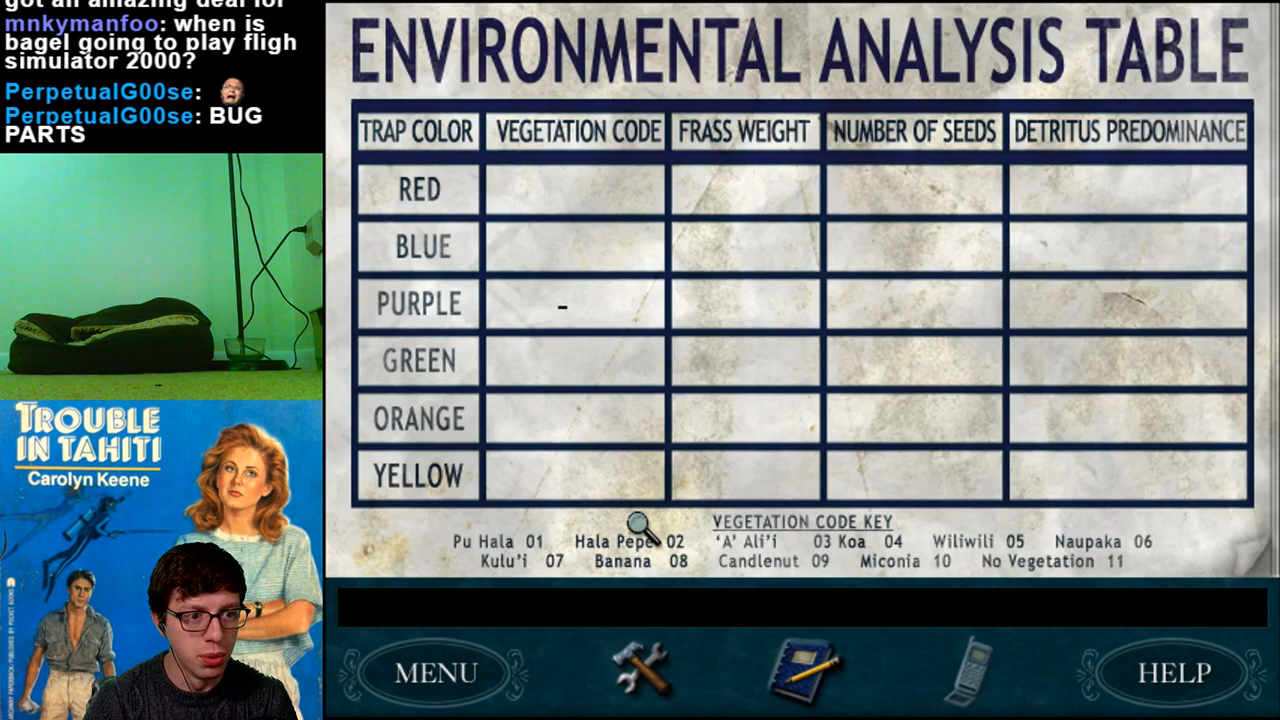 got an amazing deal for
mnkymanfoo: when is
bagel going to play fligh
simulator 2000?
PerpetualG00se:
PerpetualG00se: BUG
PARTS
TROUBLE
IN TAHITI
Carolyn Keene
ENVIRONMENTAL ANALYSIS TABLE
TRAP COLOR VEGETATION CODE FRASS WEIGHT NUMBER OF SEEDS DETRITUS PREDOMINANCE
RED
BLUE
PURPLE -
GREEN
ORANGE
YELLOW
VEGETATION CODE KEY
Pu Hala 01 Hala Pepe 02 'A' Ali'i 03 Koa 04 Wiliwili 05 Naupaka 06
Kulu'i 07 Banana 08 Candlenut 09 Miconia 10 No Vegetation 11
MENU HELP